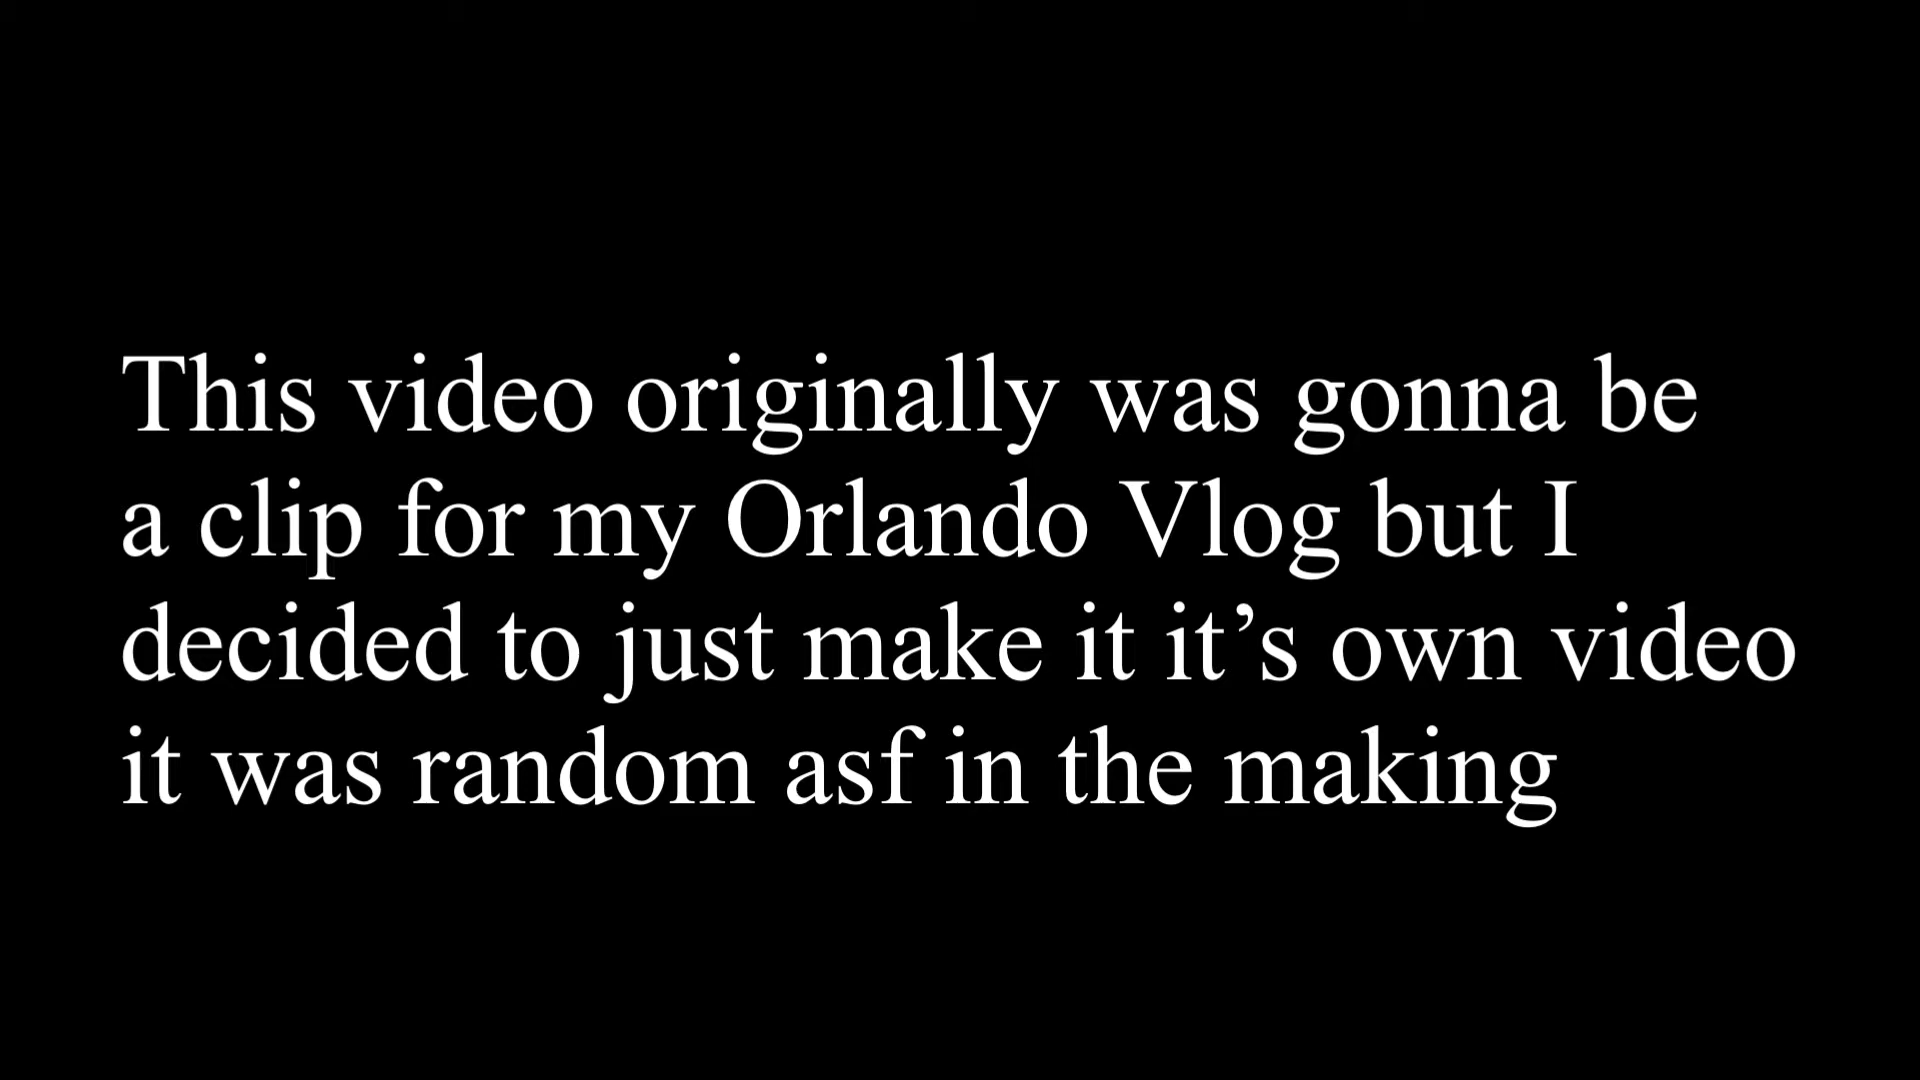 This video originally was gonna be
a clip for my Orlando Vlog but I
decided to just make it it’s own video
it was random asf in the making